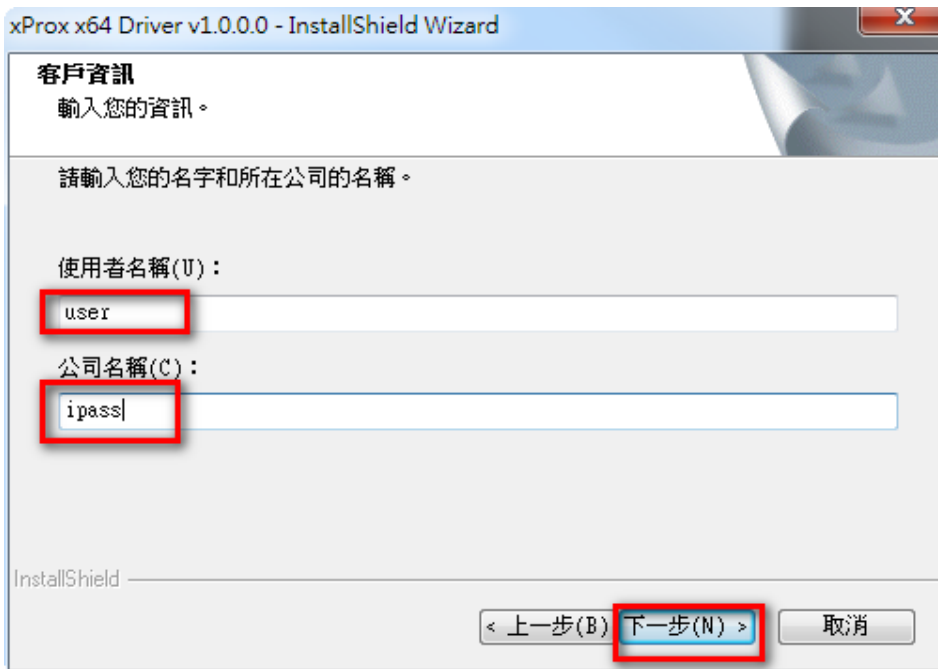 xProx x64 Driver v1.0.0.0 - InstallShield Wizard
客戶資訊
輸入您的資訊。
請輸入您的名字和所在公司的名稱。
使用者名稱(U)：
user
公司名稱(C)：
ipass
InstallShield
< 上一步(B) 下一步(N) > 取消